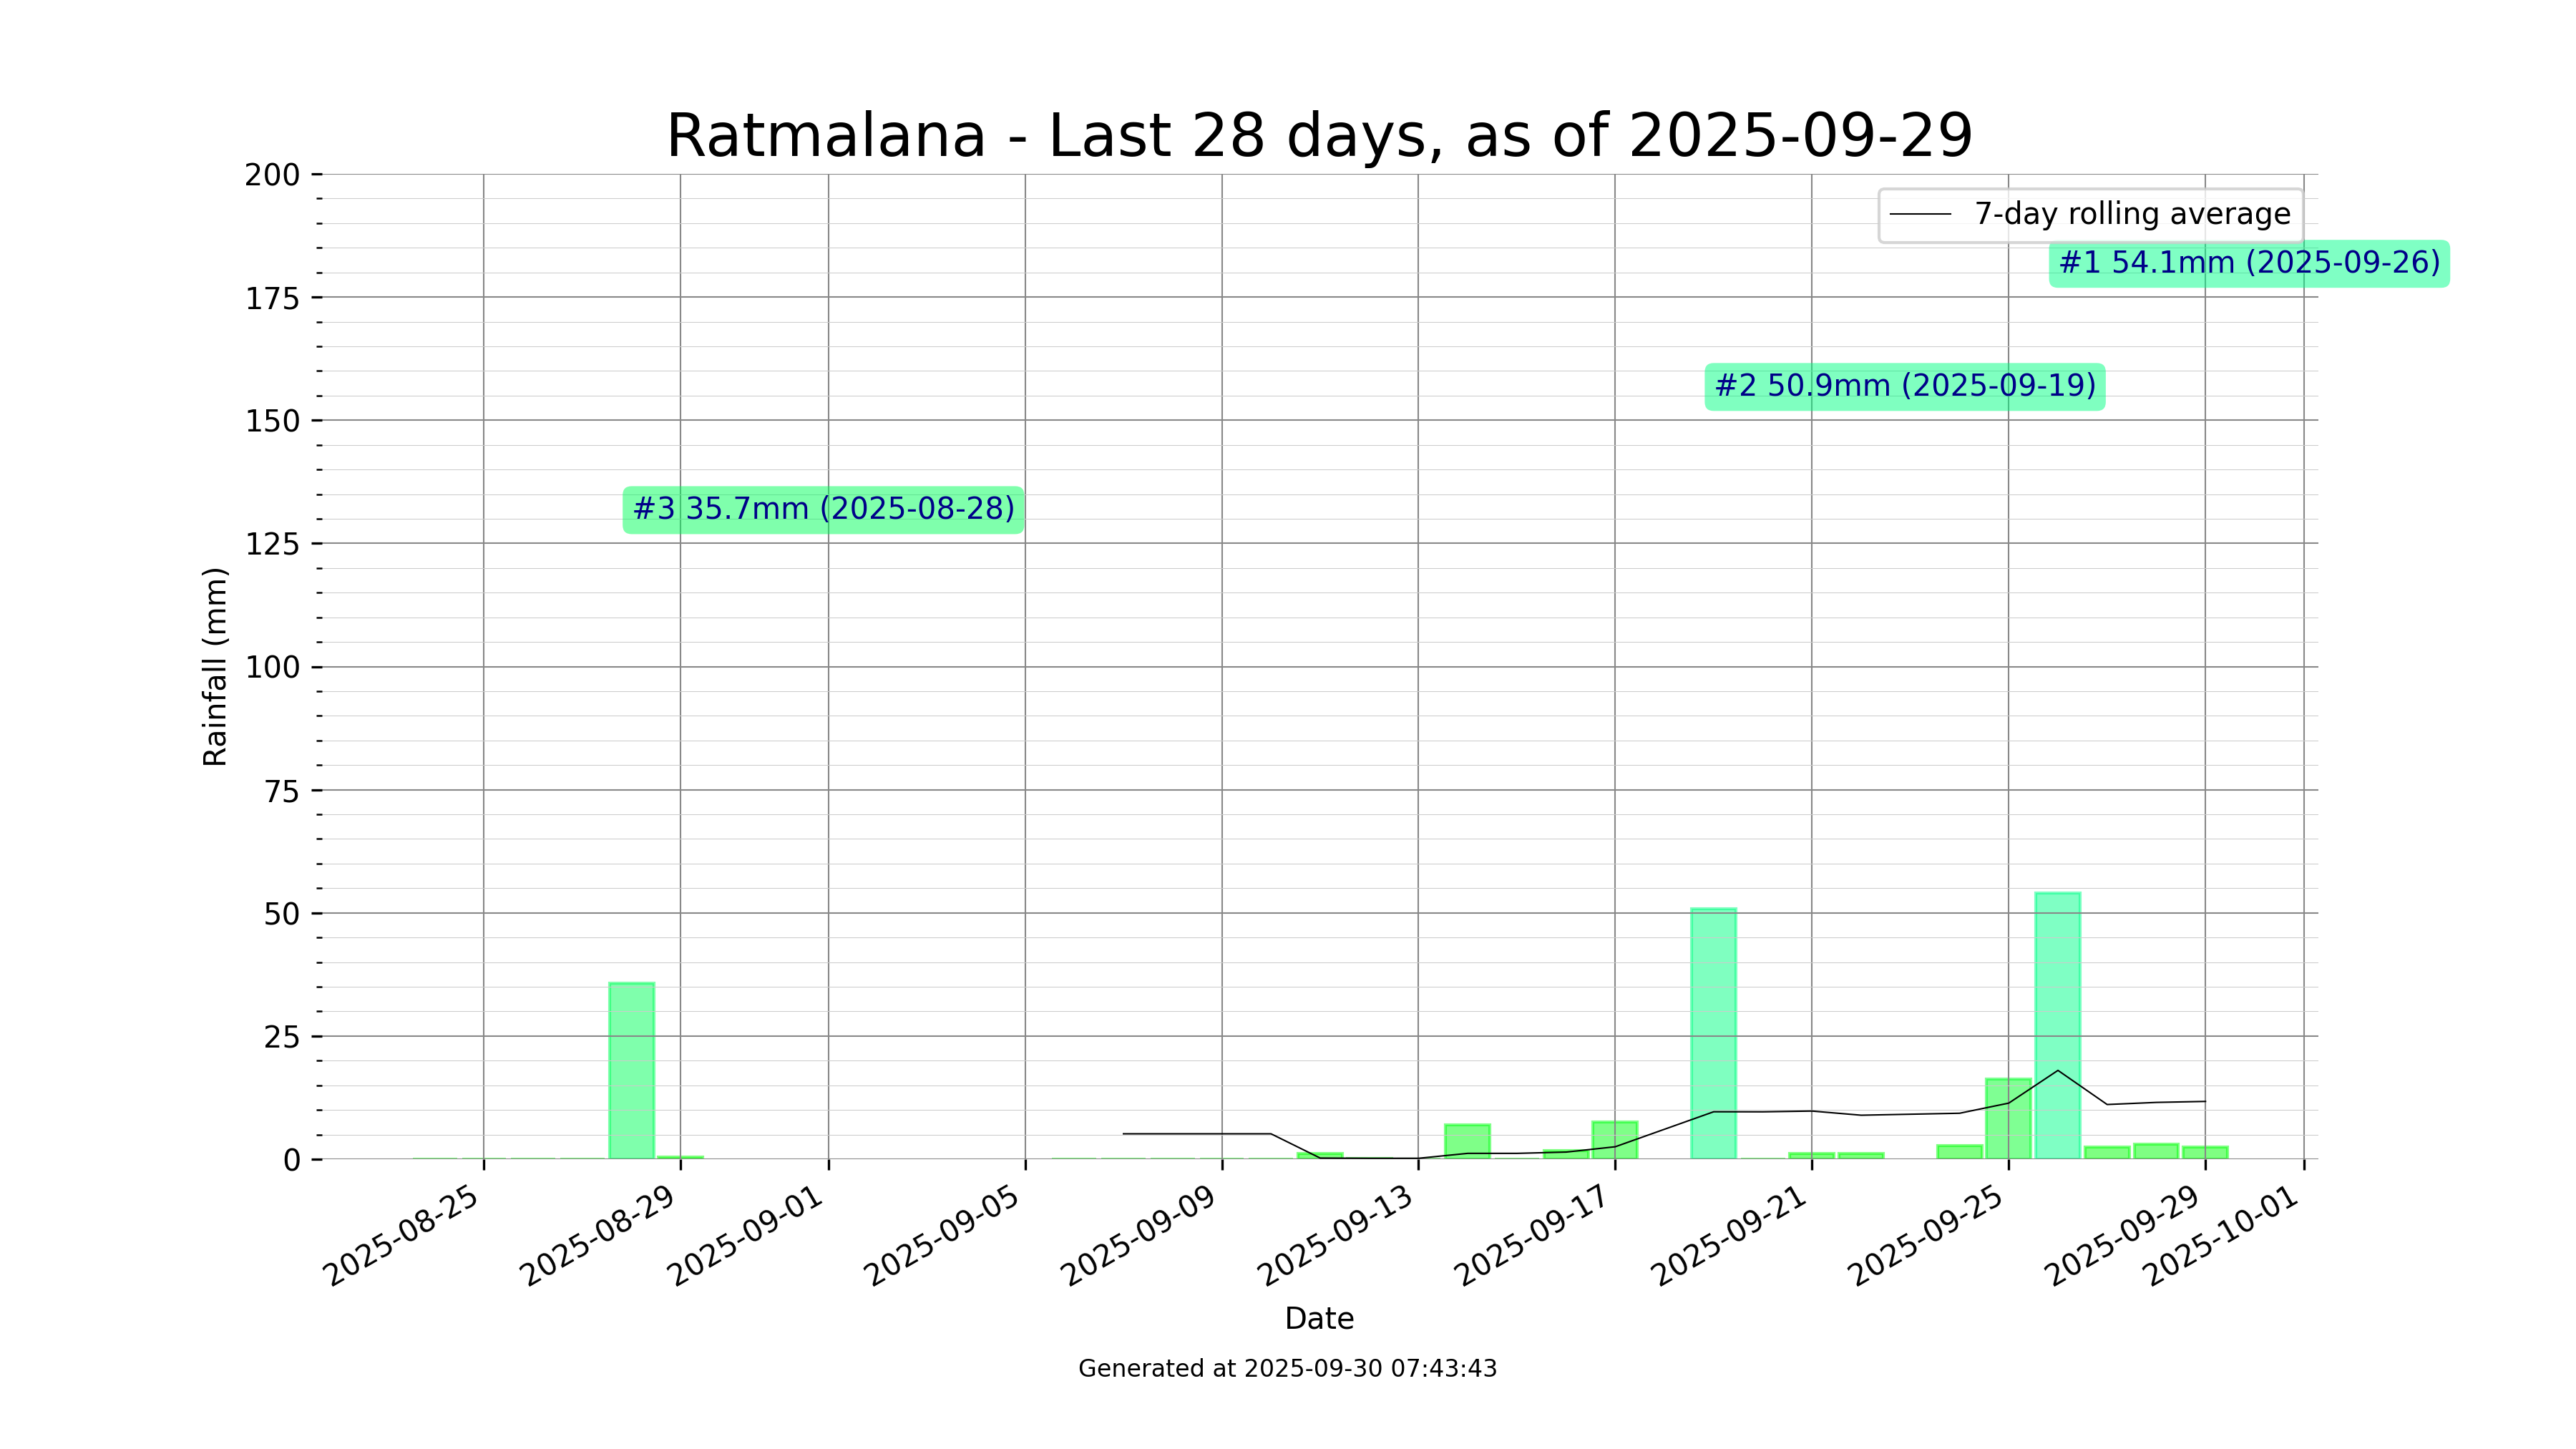 Ratmalana - Last 28 days, as of 2025-09-29
200
175
150
125
100
75
50
25
0
Rainfall (mm)
7-day rolling average
#1 54.1mm (2025-09-26)
#2 50.9mm (2025-09-19)
#3 35.7mm (2025-08-28)
2025-08-25
2025-08-29
2025-09-01
2025-09-05
2025-09-09
2025-09-13
2025-09-17
2025-09-21
2025-09-25
2025-09-29
2025-10-01
Date
Generated at 2025-09-30 07:43:43